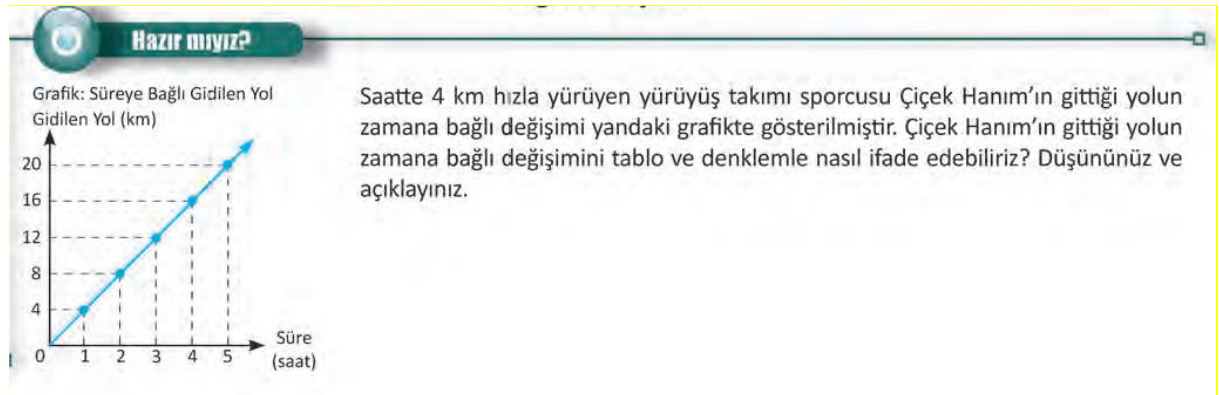 Hazır mıyız?
Grafik: Süreye Bağlı Gidilen Yol
Gidilen Yol (km)
20
16
12
8
4
0 1 2 3 4 5
Süre
(saat)
Saatte 4 km hızla yürüyen yürüyüş takımı sporcusu Çiçek Hanım’ın gittiği yolun
zamana bağlı değişimi yandaki grafikte gösterilmiştir. Çiçek Hanım’ın gittiği yolun
zamana bağlı değişimini tablo ve denklemle nasıl ifade edebiliriz? Düşününüz ve
açıklayınız.